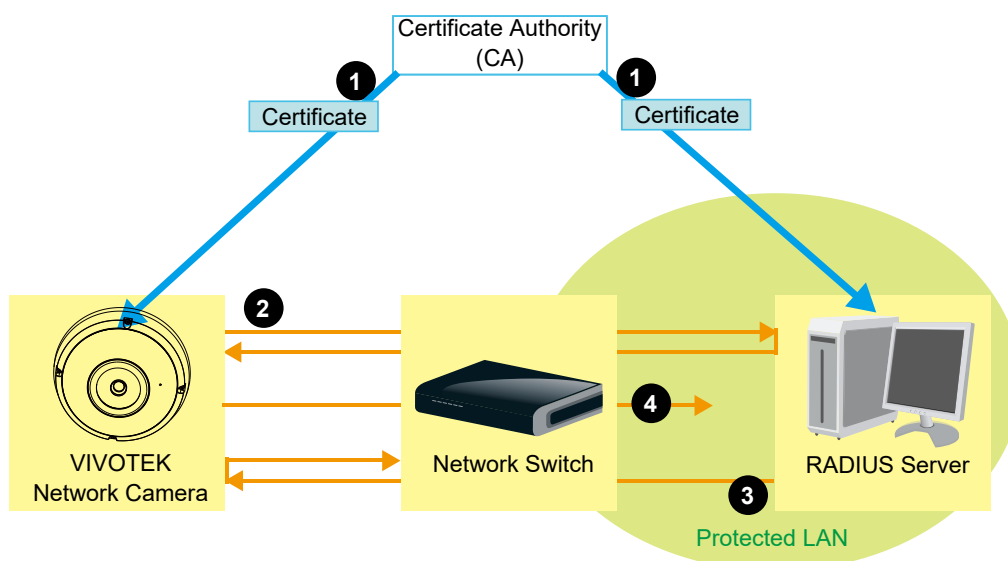 Certificate Authority
(CA)
1
1
Certificate
Certificate
2
4
VIVOTEK
Network Camera
Network Switch
RADIUS Server
3
Protected LAN